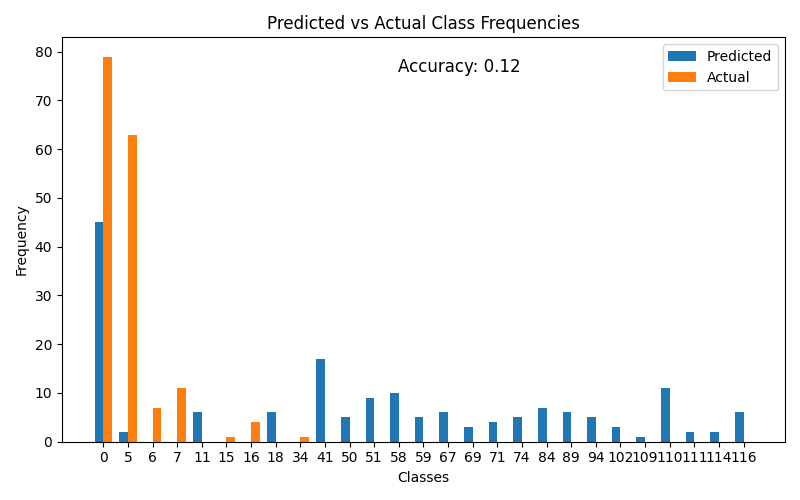 Predicted vs Actual Class Frequencies
Accuracy: 0.12
Predicted
Actual
Frequency
80
70
60
50
40
30
20
10
0
0 5 6 7 11 15 16 18 34 41 50 51 58 59 67 69 71 74 84 89 94 102 109 110 111 114 116
Classes